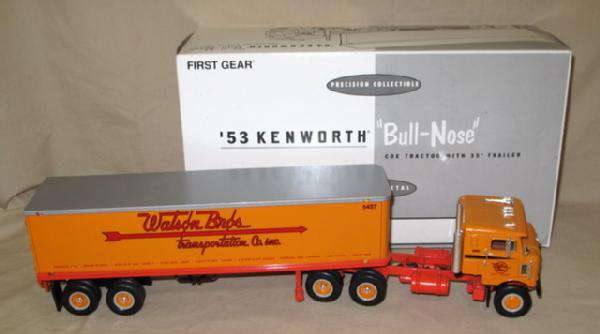 FIRST GEAR
PRECISION COLLECTIBLE
'53 KENWORTH "Bull-Nose"
COE TRACTOR WITH 35' TRAILER
METAL
5457
Watson Bros
Transportation Co. inc.